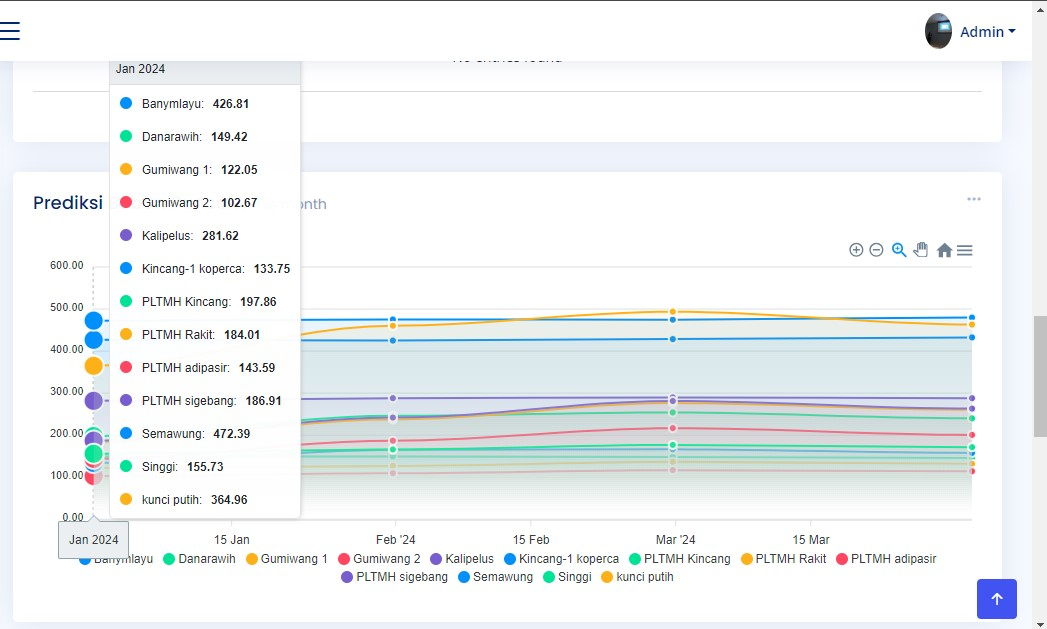 Admin
Jan 2024
Banymlayu: 426.81
Danarawih: 149.42
Gumiwang 1: 122.05
Gumiwang 2: 102.67
Kalipelus: 281.62
Kincang-1 koperca: 133.75
PLTMH Kincang: 197.86
PLTMH Rakit: 184.01
PLTMH adipasir: 143.59
PLTMH sigebang: 186.91
Semawung: 472.39
Singgi: 155.73
kunci putih: 364.96
Prediksi
600.00
500.00
400.00
300.00
200.00
100.00
0.00
Jan 2024 15 Jan Feb '24 15 Feb Mar '24 15 Mar
Banymlayu Danarawih Gumiwang 1 Gumiwang 2 Kalipelus Kincang-1 koperca PLTMH Kincang PLTMH Rakit PLTMH adipasir
PLTMH sigebang Semawung Singgi kunci putih